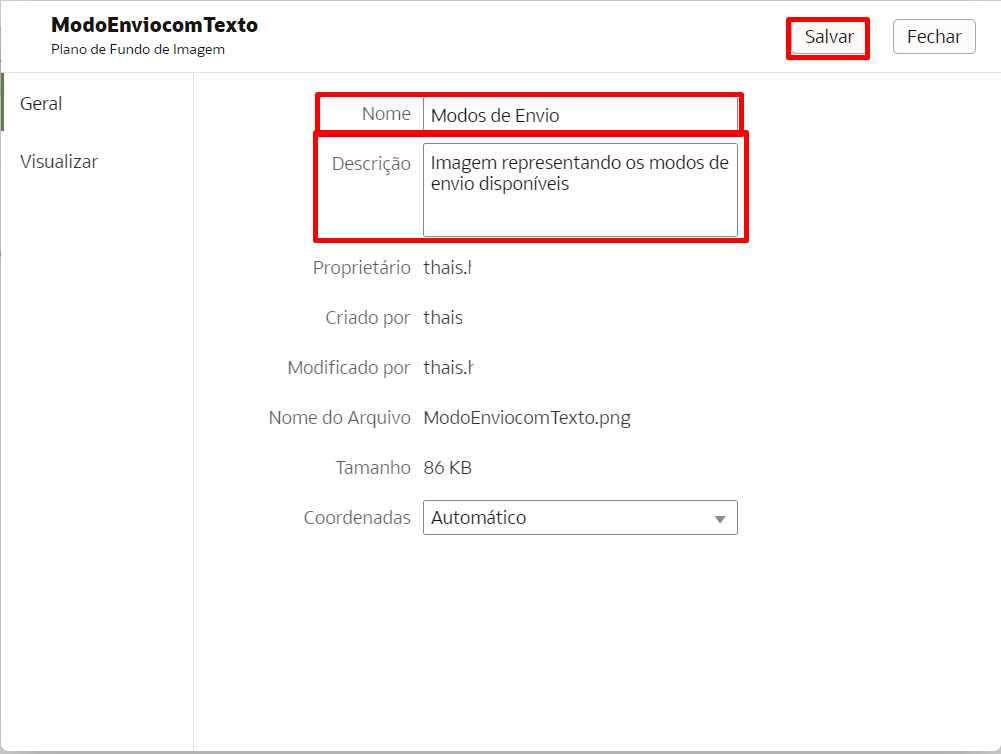 ModoEnviocomTexto
Plano de Fundo de Imagem
Salvar
Fechar
Geral
Visualizar
Nome
Modos de Envio
Descrição
Imagem representando os modos de
envio disponíveis
Proprietário
thais.
Criado por
thais
Modificado por
thais.
Nome do Arquivo
ModoEnviocomTexto.png
Tamanho
86 KB
Coordenadas
Automático